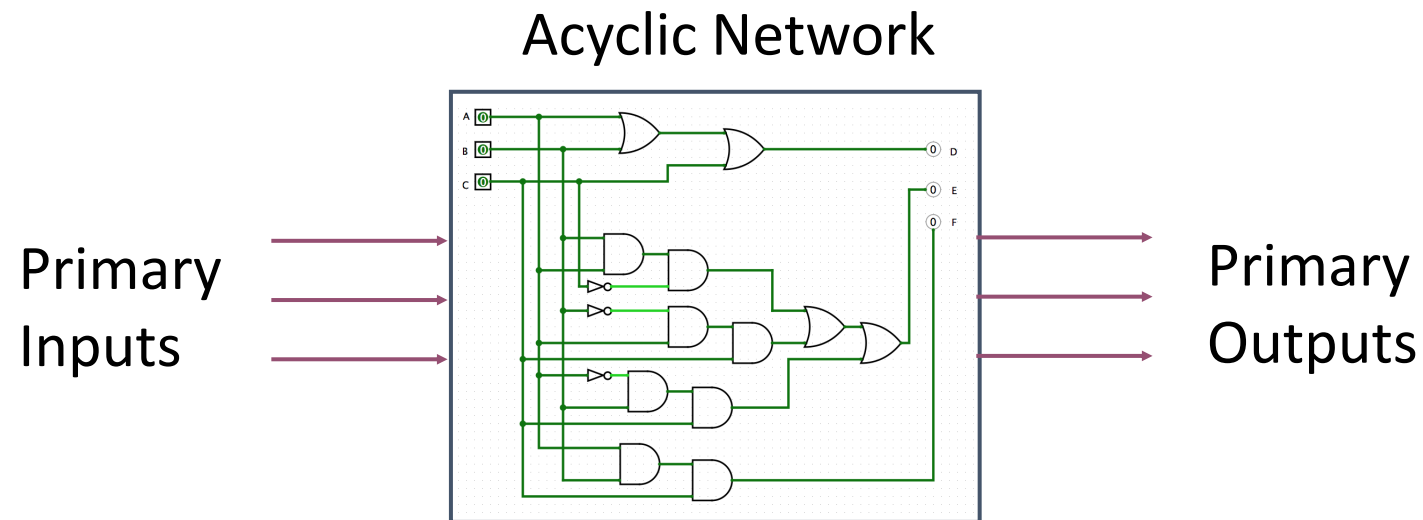 Acyclic Network
A 0
B 0
C 0
0 D
0 E
0 F
Primary
Inputs
Primary
Outputs